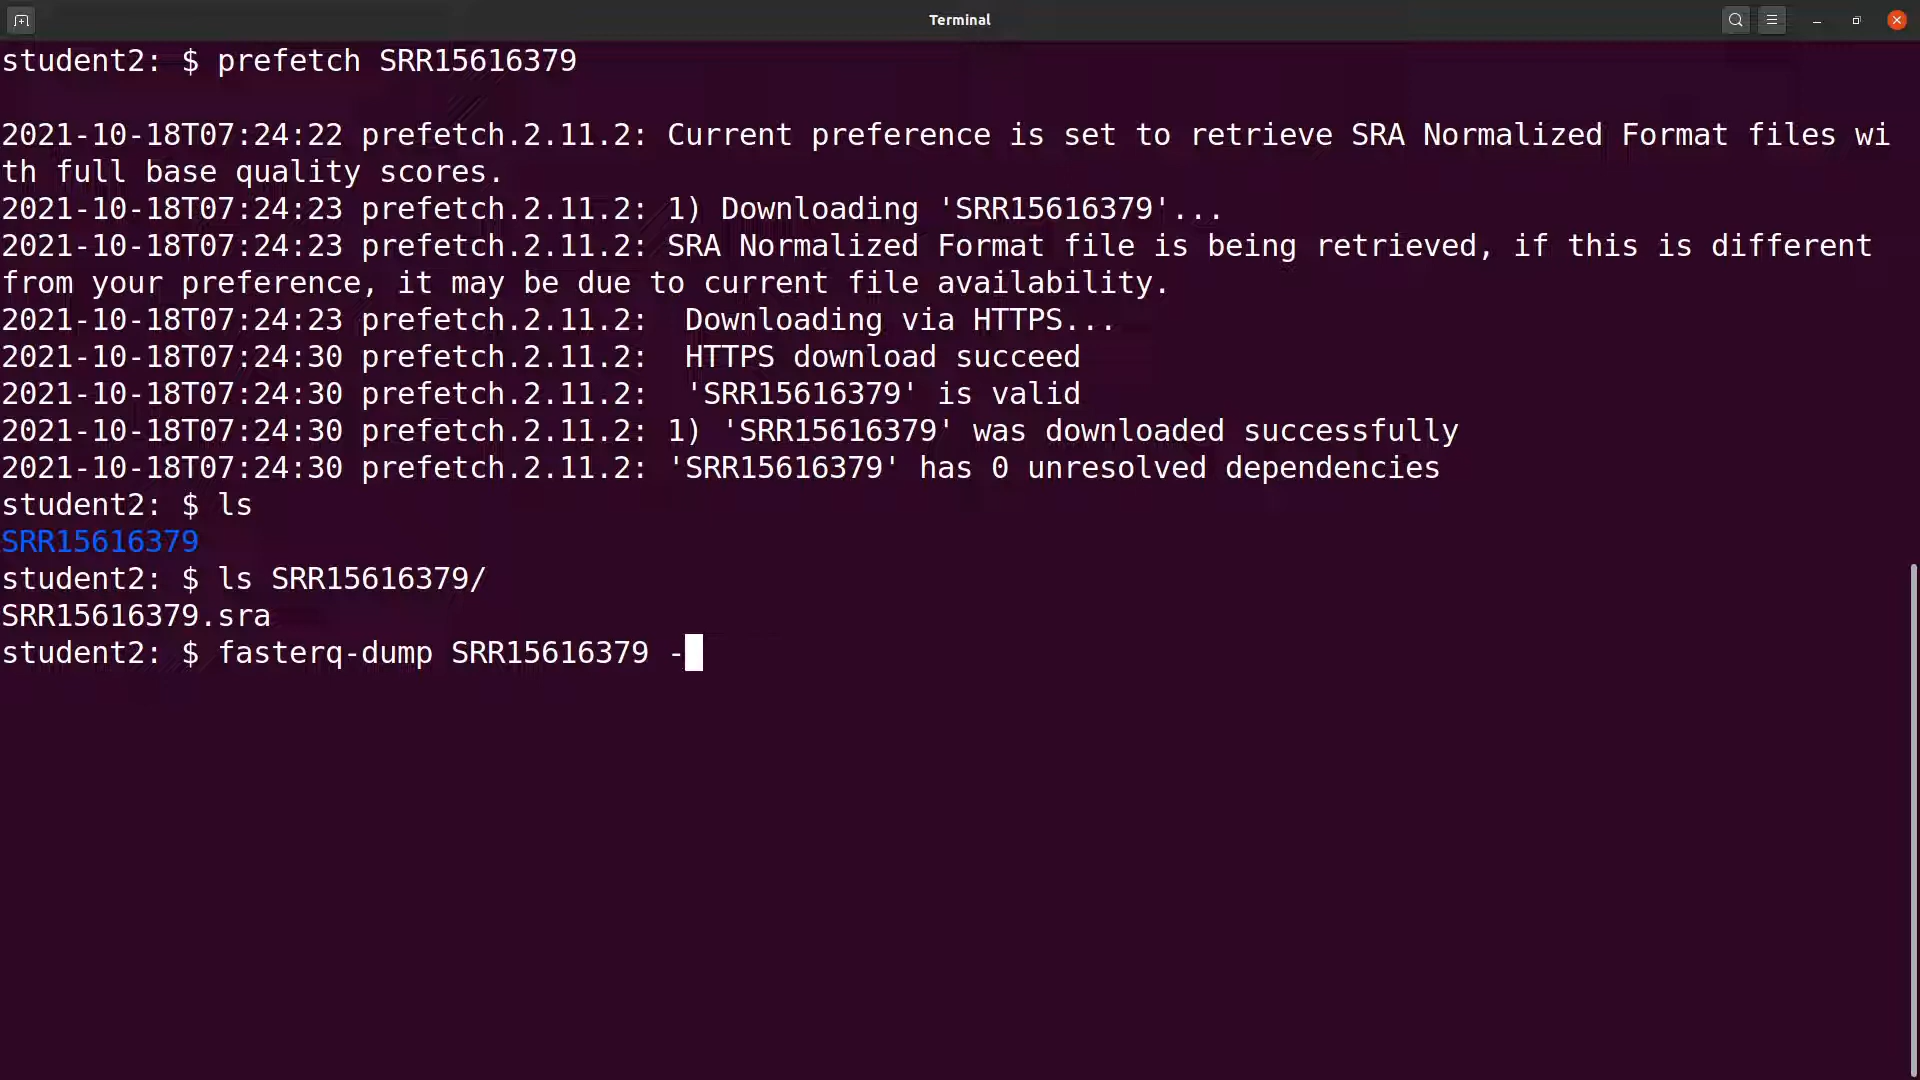 Terminal
student2: $ prefetch SRR15616379
2021-10-18T07:24:22 prefetch.2.11.2: Current preference is set to retrieve SRA Normalized Format files wi
th full base quality scores.
2021-10-18T07:24:23 prefetch.2.11.2: 1) Downloading 'SRR15616379'...
2021-10-18T07:24:23 prefetch.2.11.2: SRA Normalized Format file is being retrieved, if this is different
from your preference, it may be due to current file availability.
2021-10-18T07:24:23 prefetch.2.11.2:  Downloading via HTTPS...
2021-10-18T07:24:30 prefetch.2.11.2:  HTTPS download succeed
2021-10-18T07:24:30 prefetch.2.11.2:  'SRR15616379' is valid
2021-10-18T07:24:30 prefetch.2.11.2: 1) 'SRR15616379' was downloaded successfully
2021-10-18T07:24:30 prefetch.2.11.2: 'SRR15616379' has 0 unresolved dependencies
student2: $ ls
SRR15616379
student2: $ ls SRR15616379/
SRR15616379.sra
student2: $ fasterq-dump SRR15616379 -